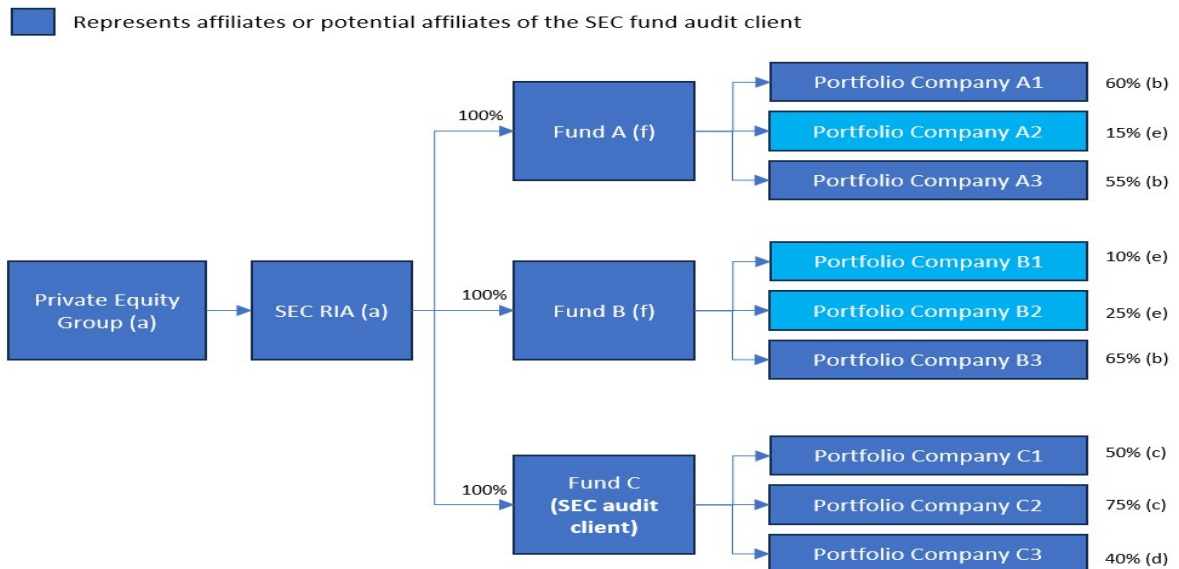 Represents affiliates or potential affiliates of the SEC fund audit client
Private Equity
Group (a)
SEC RIA (a)
100%
Fund A (f)
Portfolio Company A1
60% (b)
Portfolio Company A2
15% (e)
Portfolio Company A3
55% (b)
100%
Fund B (f)
Portfolio Company B1
10% (e)
Portfolio Company B2
25% (e)
Portfolio Company B3
65% (b)
100%
Fund C
(SEC audit
client)
Portfolio Company C1
50% (c)
Portfolio Company C2
75% (c)
Portfolio Company C3
40% (d)